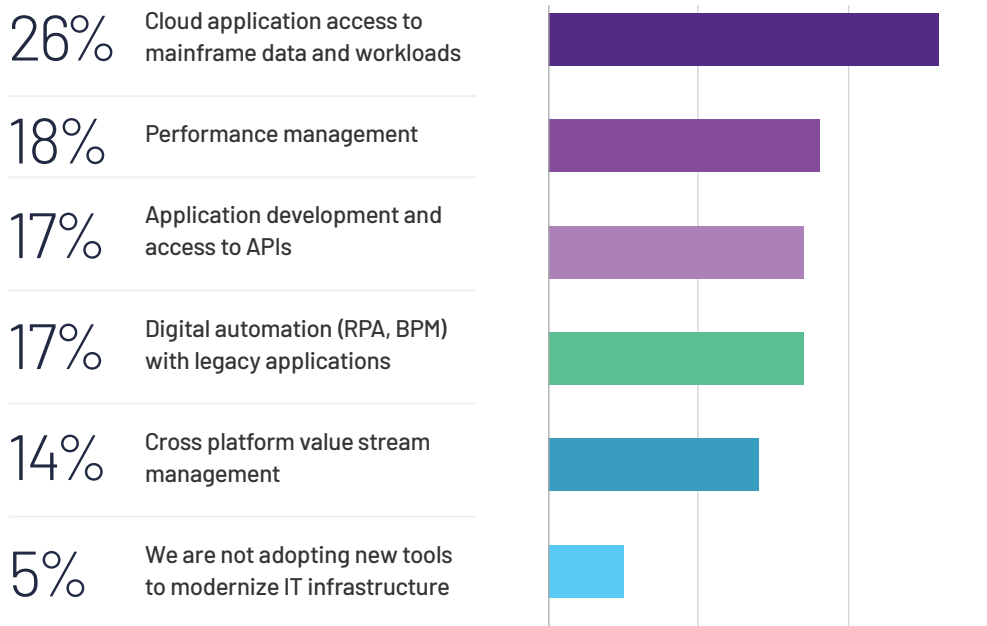 26%
Cloud application access to
mainframe data and workloads
18%
Performance management
17%
Application development and
access to APIs
17%
Digital automation (RPA, BPM)
with legacy applications
14%
Cross platform value stream
management
5%
We are not adopting new tools
to modernize IT infrastructure